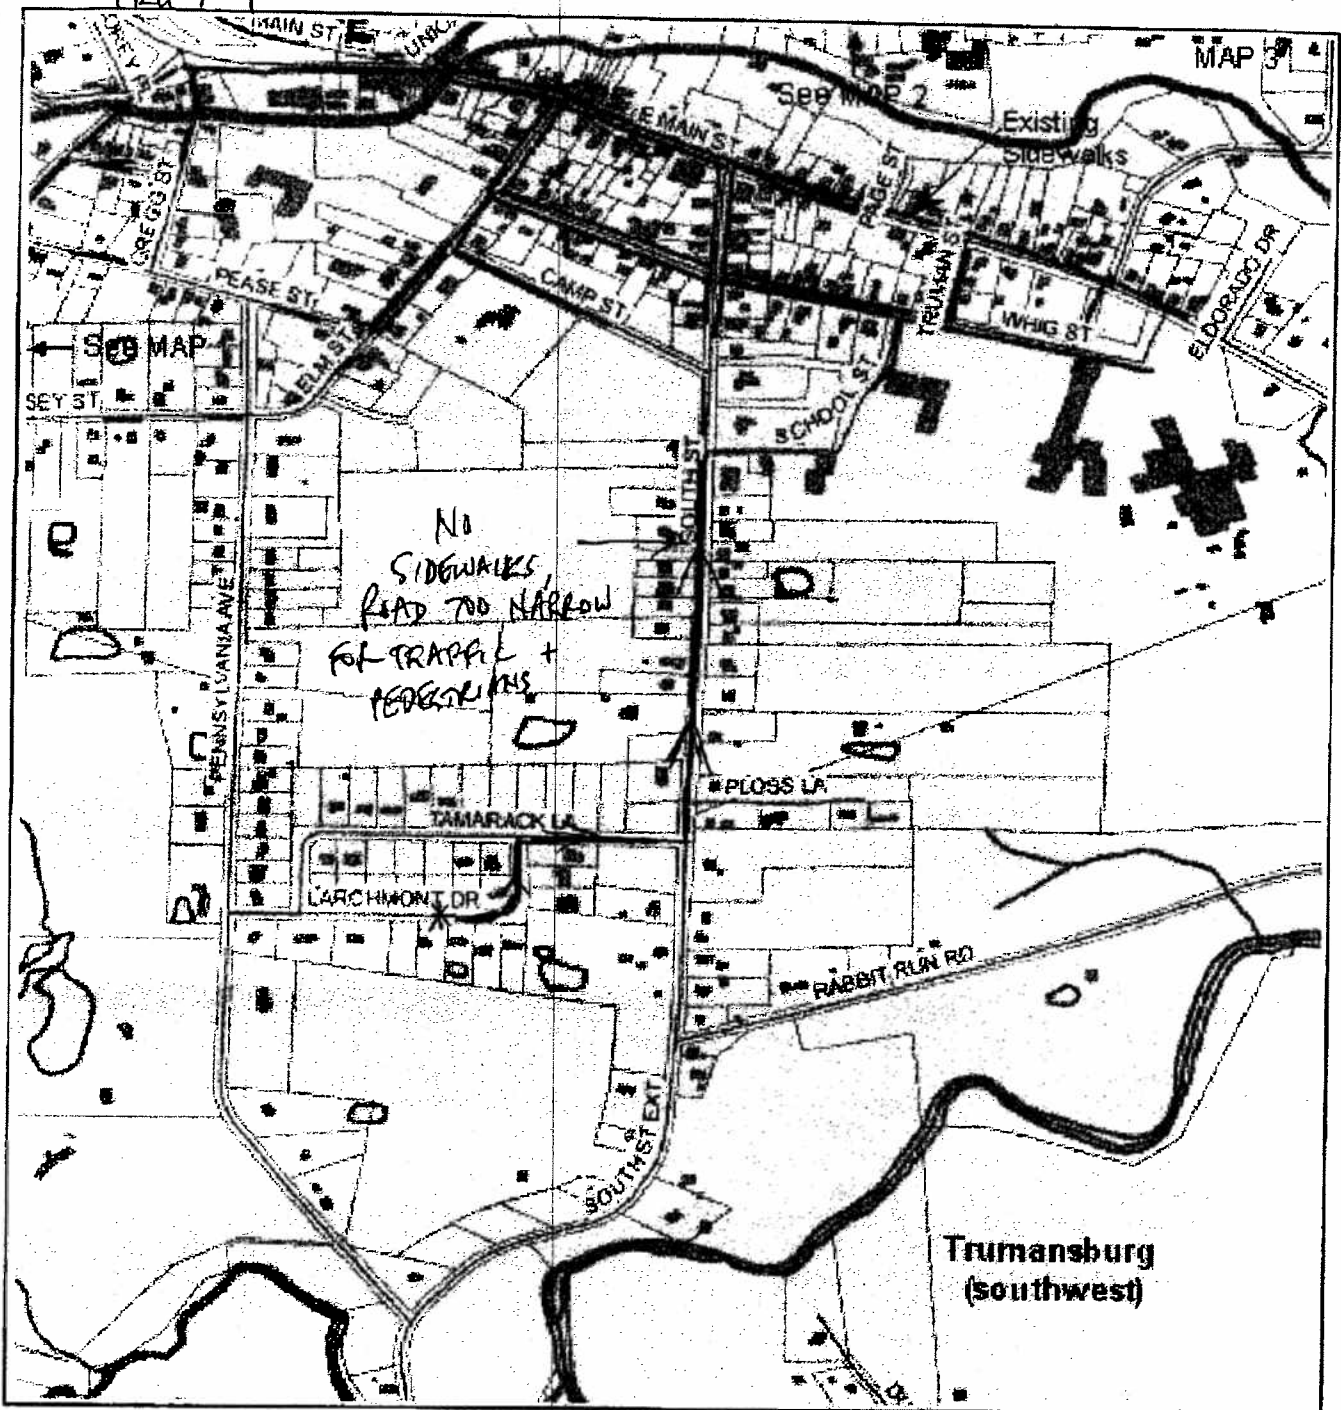 MAIN ST
UNION
MAP 3
See MAP 2
Existing
Sidewalks
E MAIN ST
PAGE ST
GREGG ST
PEASE ST
CAMP ST
TRUMAN ST
WHIG ST
ELDORADO DR
See MAP
ELM ST
SEY ST
SCHOOL ST
SOUTH ST
NO
SIDEWALKS,
ROAD TOO NARROW
FOR TRAFFIC +
PEDESTRIANS
PENNSYLVANIA AVE
PLOSS LA
TAMARACK LA
LARCHMONT DR
RABBIT RUN RD
SOUTH ST EXT
Trumansburg
(southwest)